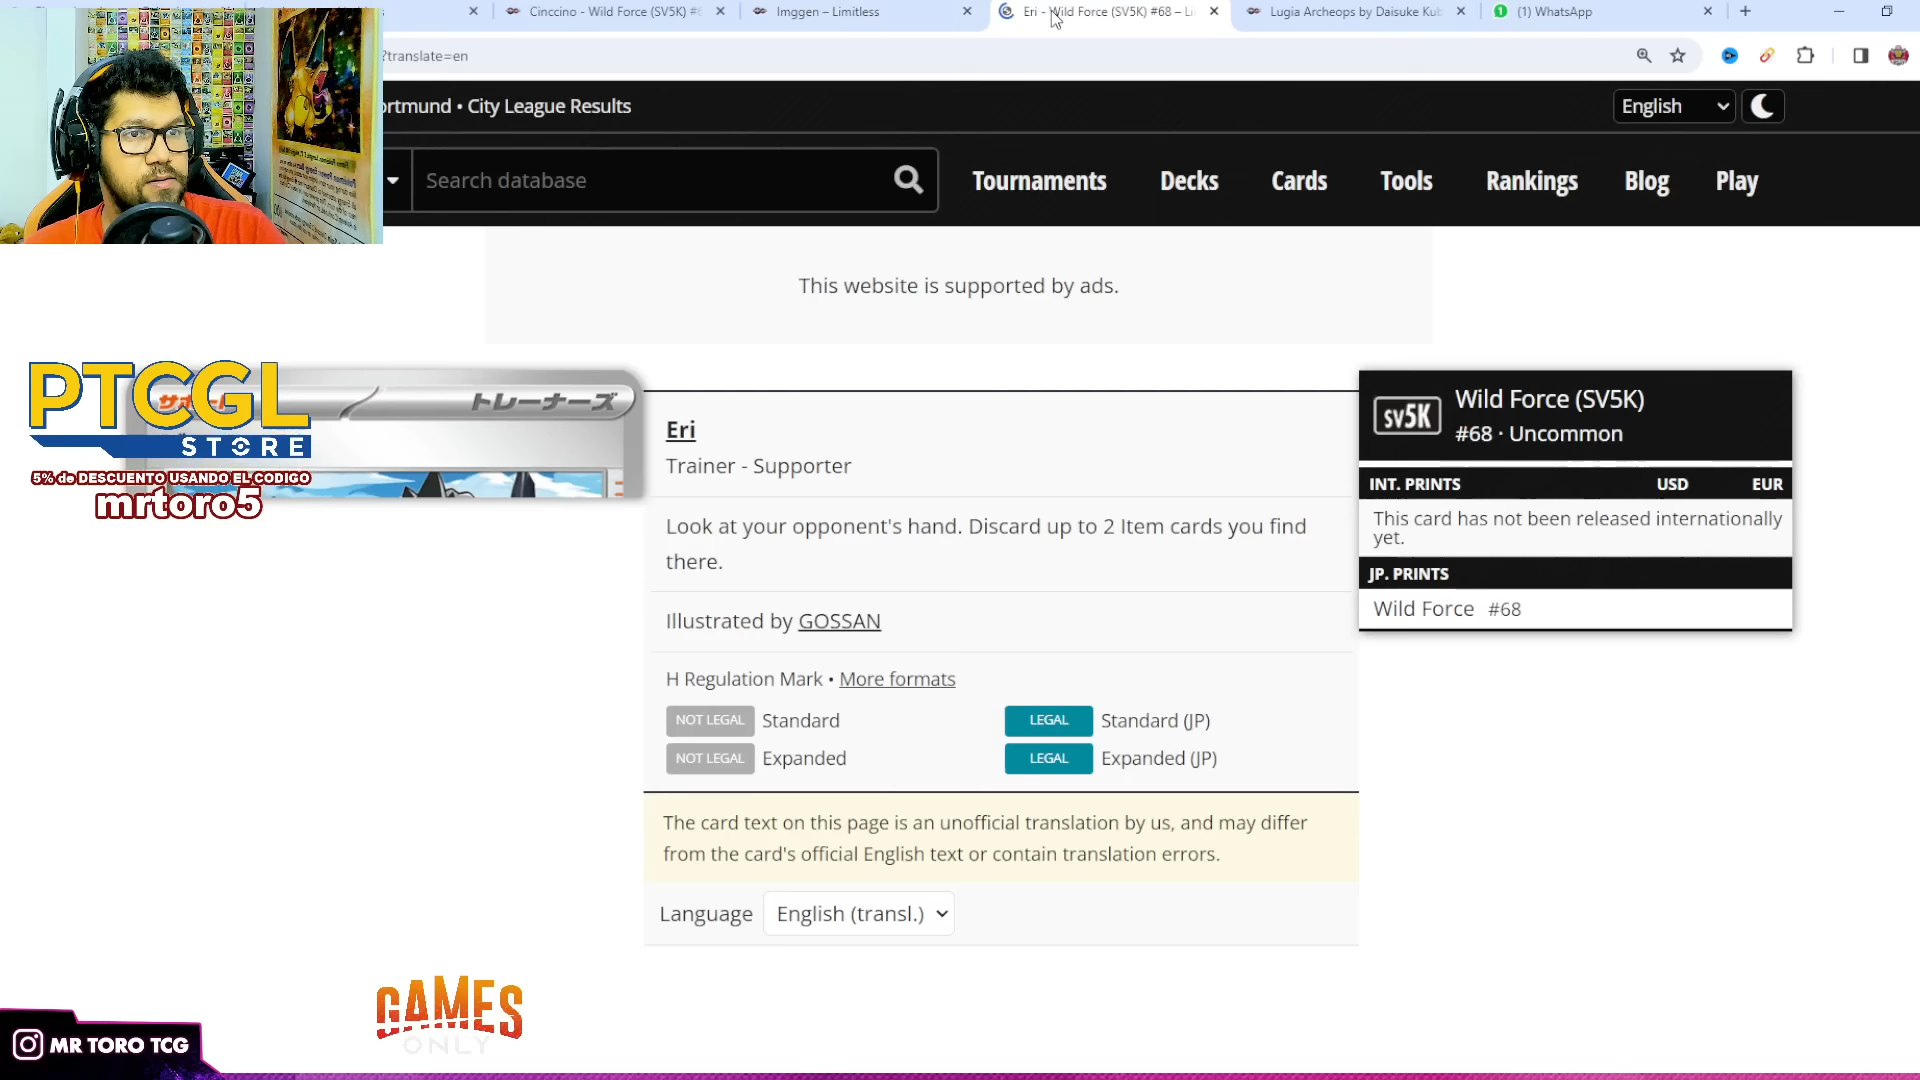 Cinccino - Wild Force (SV5K) #6
Imggen – Limitless
Eri - Wild Force (SV5K) #68 – Li
Lugia Archeops by Daisuke Kub
(1) WhatsApp
?translate=en
ortmund • City League Results
English
Search database
Tournaments
Decks
Cards
Tools
Rankings
Blog
Play
This website is supported by ads.
PTCGL
STORE
5% de DESCUENTO USANDO EL CODIGO
mrtoro5
トレーナーズ
Eri
Trainer - Supporter
Look at your opponent's hand. Discard up to 2 Item cards you find
there.
Illustrated by GOSSAN
H Regulation Mark • More formats
NOT LEGAL Standard
LEGAL Standard (JP)
NOT LEGAL Expanded
LEGAL Expanded (JP)
The card text on this page is an unofficial translation by us, and may differ
from the card's official English text or contain translation errors.
Language English (transl.)
sv5K
Wild Force (SV5K)
#68 · Uncommon
INT. PRINTS USD EUR
This card has not been released internationally
yet.
JP. PRINTS
Wild Force #68
GAMES
ONLY
MR TORO TCG